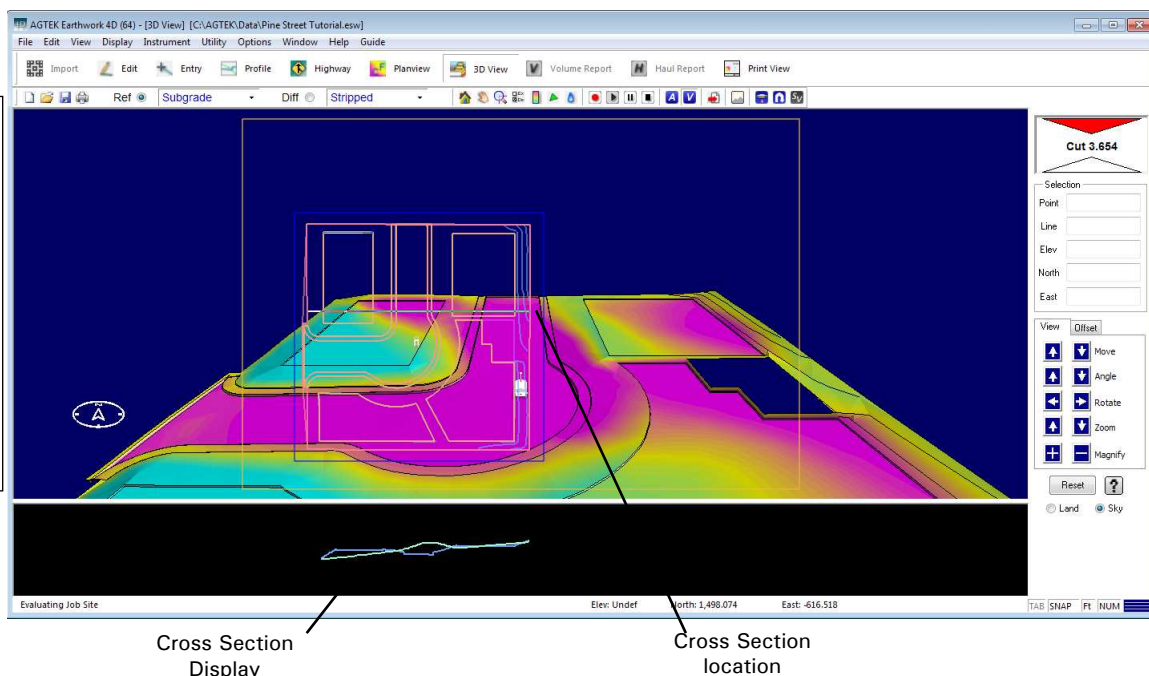 AGTEK Earthwork 4D (64) - [3D View] [C:\AGTEK\Data\Pine Street Tutorial.esw]
File Edit View Display Instrument Utility Options Window Help Guide
Import Edit Entry Profile Highway Planview 3D View V Volume Report H Haul Report Print View
Ref Subgrade Diff Stripped A V SV
Cut 3.654
Selection
Point
Line
Elev
North
East
View Offset
Move
Angle
Rotate
Zoom
Magnify
Reset ?
Land Sky
Evaluating Job Site Elev: Undef North: 1,498.074 East: -616.518 TAB SNAP Ft NUM
Cross Section
Display
Cross Section
location